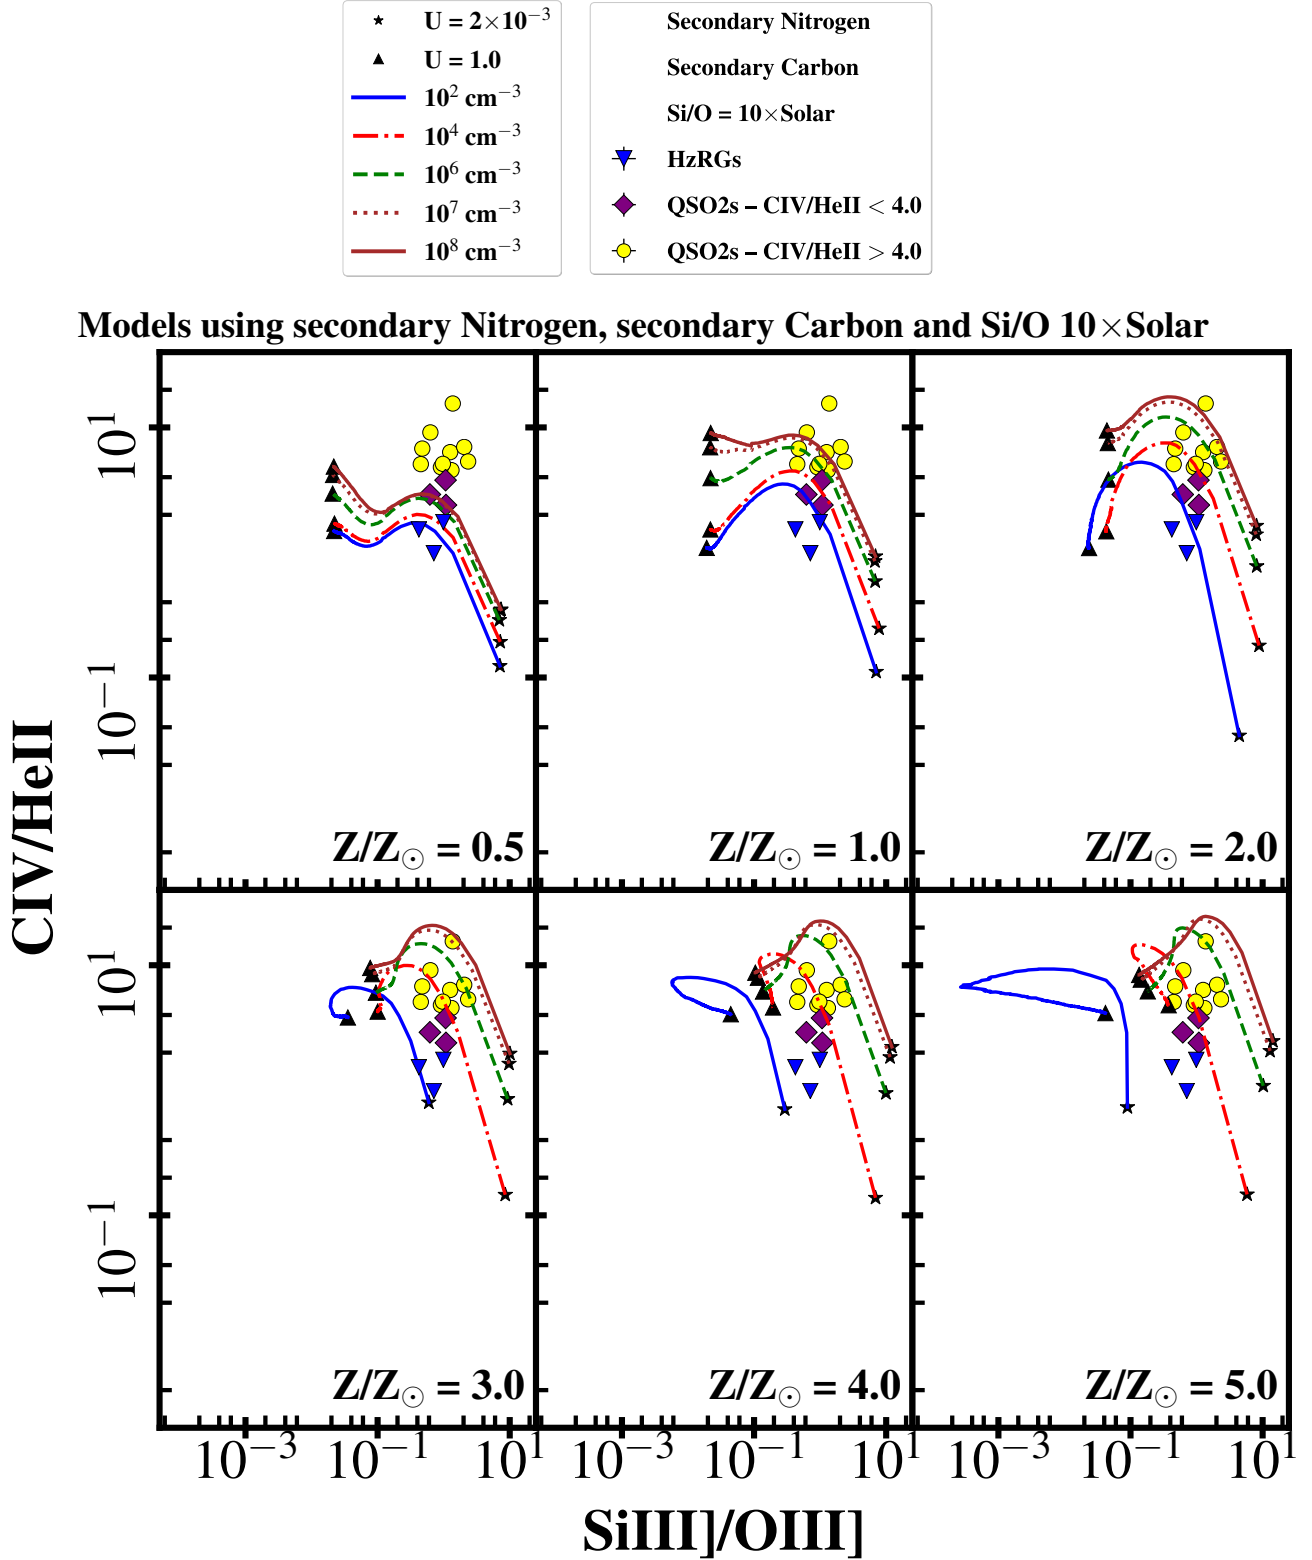 U = 2×10⁻³
U = 1.0
10² cm⁻³
10⁴ cm⁻³
10⁶ cm⁻³
10⁷ cm⁻³
10⁸ cm⁻³
Secondary Nitrogen
Secondary Carbon
Si/O = 10×Solar
HzRGs
QSO2s – CIV/HeII < 4.0
QSO2s – CIV/HeII > 4.0
Models using secondary Nitrogen, secondary Carbon and Si/O 10×Solar
10¹
10⁻¹
Z/Z☉ = 0.5
Z/Z☉ = 1.0
Z/Z☉ = 2.0
CIV/HeII
10¹
10⁻¹
Z/Z☉ = 3.0
Z/Z☉ = 4.0
Z/Z☉ = 5.0
10⁻³ 10⁻¹ 10¹ 10⁻³ 10⁻¹ 10¹ 10⁻³ 10⁻¹ 10¹
SiIII]/OIII]